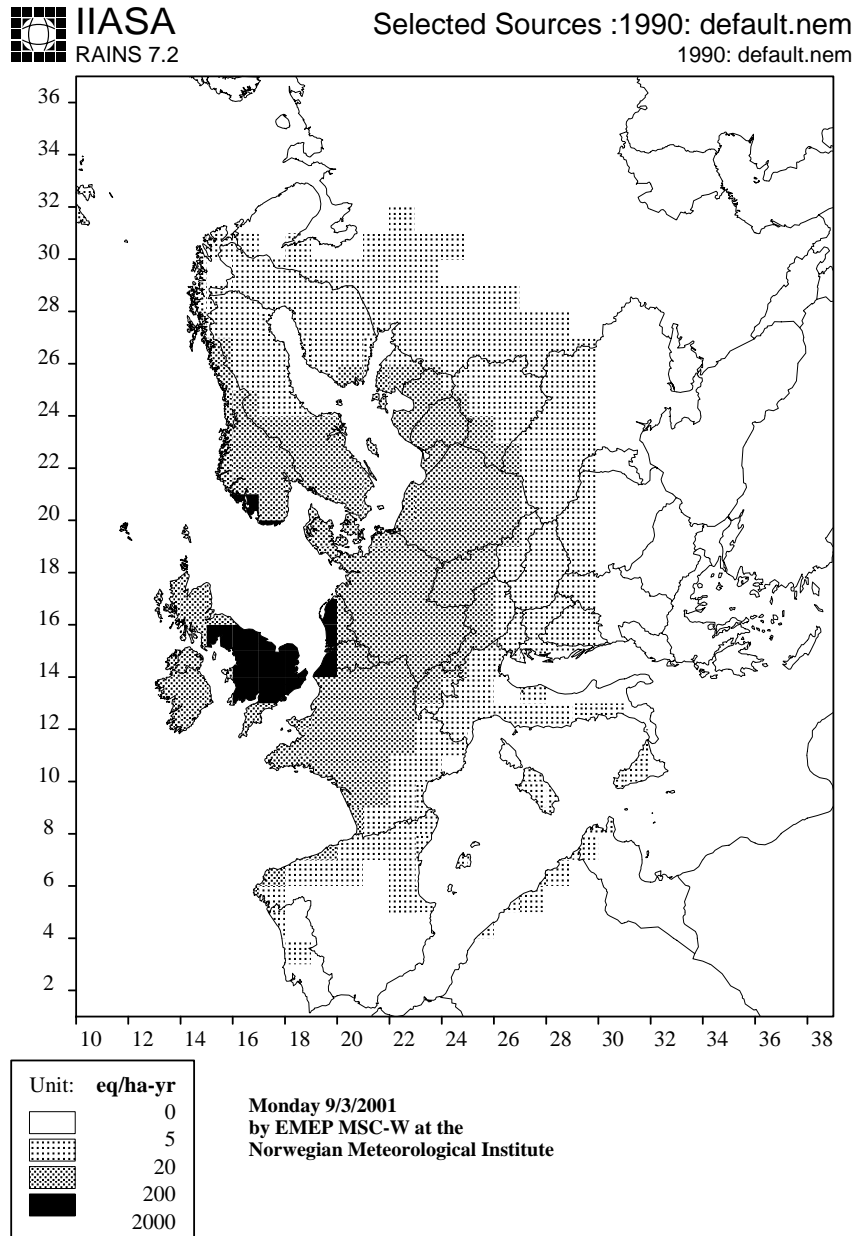 IIASA
RAINS 7.2
Selected Sources :1990: default.nem
1990: default.nem
36
34
32
30
28
26
24
22
20
18
16
14
12
10
8
6
4
2
10 12 14 16 18 20 22 24 26 28 30 32 34 36 38
Unit: eq/ha-yr
0
5
20
200
2000
Monday 9/3/2001
by EMEP MSC-W at the
Norwegian Meteorological Institute